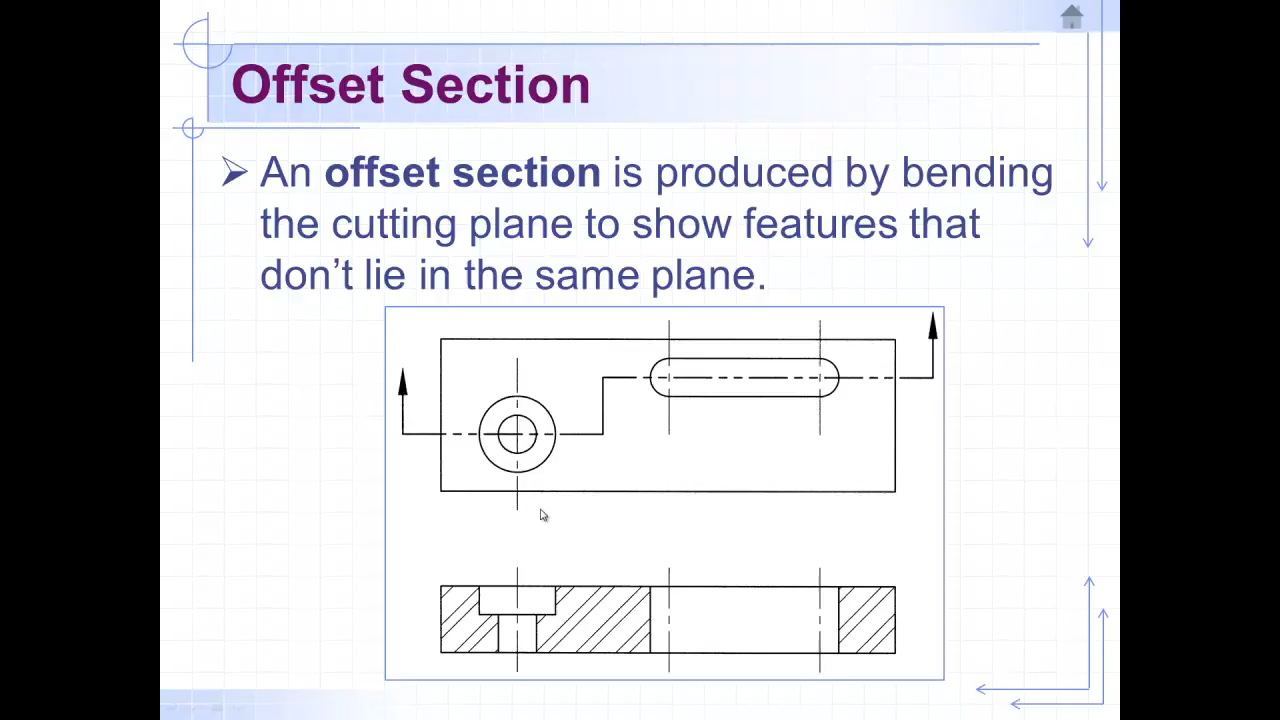 Offset Section
An offset section is produced by bending
the cutting plane to show features that
don’t lie in the same plane.